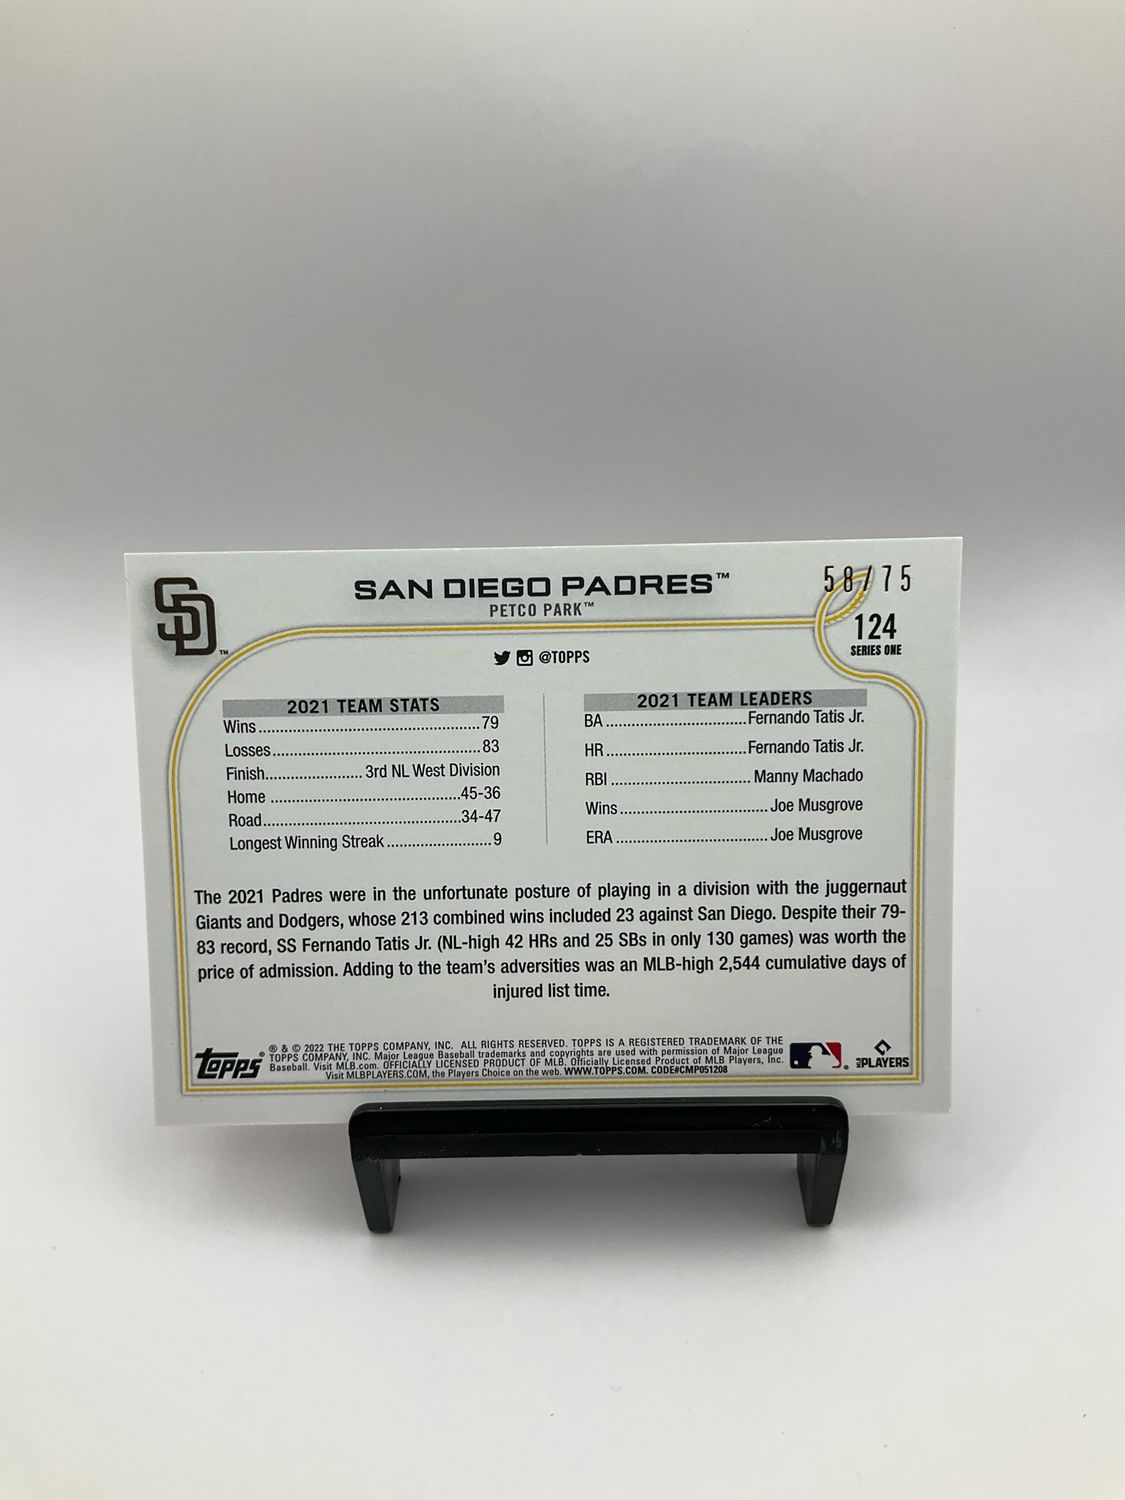 SD™
SAN DIEGO PADRES™
PETCO PARK™
58/75
124
SERIES ONE
@TOPPS
2021 TEAM STATS
Wins......79
Losses......83
Finish......3rd NL West Division
Home......45-36
Road......34-47
Longest Winning Streak......9
2021 TEAM LEADERS
BA......Fernando Tatis Jr.
HR......Fernando Tatis Jr.
RBI......Manny Machado
Wins......Joe Musgrove
ERA......Joe Musgrove
The 2021 Padres were in the unfortunate posture of playing in a division with the juggernaut
Giants and Dodgers, whose 213 combined wins included 23 against San Diego. Despite their 79-
83 record, SS Fernando Tatis Jr. (NL-high 42 HRs and 25 SBs in only 130 games) was worth the
price of admission. Adding to the team's adversities was an MLB-high 2,544 cumulative days of
injured list time.
topps®
® & © 2022 THE TOPPS COMPANY, INC. ALL RIGHTS RESERVED. TOPPS IS A REGISTERED TRADEMARK OF THE
TOPPS COMPANY, INC. Major League Baseball trademarks and copyrights are used with permission of Major League
Baseball. Visit MLB.com. OFFICIALLY LICENSED PRODUCT OF MLB. Officially Licensed Product of MLB Players, Inc.
Visit MLBPLAYERS.COM, the Players Choice on the web. WWW.TOPPS.COM. CODE#CMP051208
MLB PLAYERS